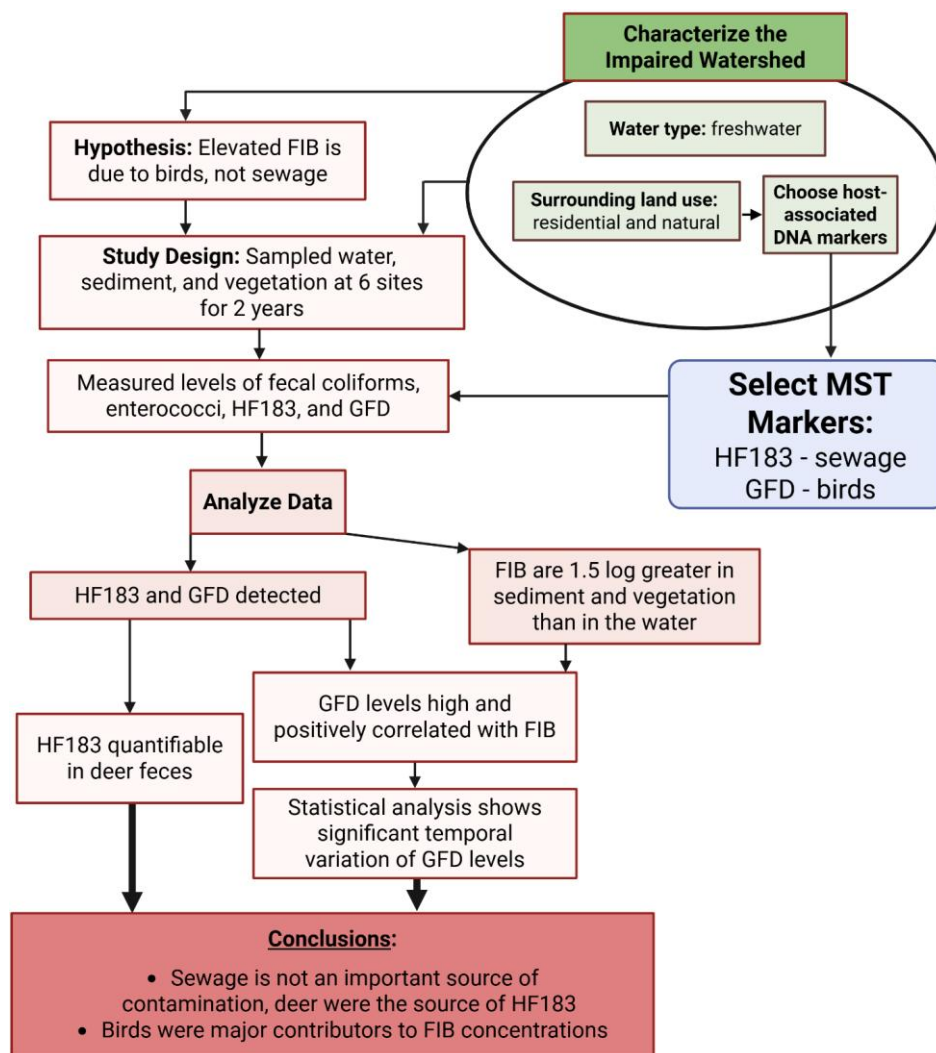 Characterize the
Impaired Watershed
Water type: freshwater
Surrounding land use:
residential and natural
Choose host-
associated
DNA markers
Hypothesis: Elevated FIB is
due to birds, not sewage
Study Design: Sampled water,
sediment, and vegetation at 6 sites
for 2 years
Select MST
Markers:
HF183 - sewage
GFD - birds
Measured levels of fecal coliforms,
enterococci, HF183, and GFD
Analyze Data
HF183 and GFD detected
FIB are 1.5 log greater in
sediment and vegetation
than in the water
HF183 quantifiable
in deer feces
GFD levels high and
positively correlated with FIB
Statistical analysis shows
significant temporal
variation of GFD levels
Conclusions:
• Sewage is not an important source of
contamination, deer were the source of HF183
• Birds were major contributors to FIB concentrations